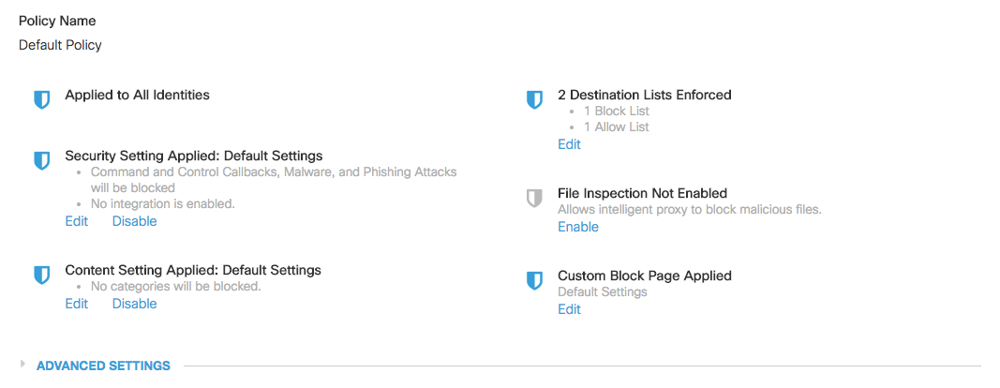 Policy Name
Default Policy
Applied to All Identities
Security Setting Applied: Default Settings
• Command and Control Callbacks, Malware, and Phishing Attacks
will be blocked
• No integration is enabled.
Edit Disable
Content Setting Applied: Default Settings
• No categories will be blocked.
Edit Disable
2 Destination Lists Enforced
• 1 Block List
• 1 Allow List
Edit
File Inspection Not Enabled
Allows intelligent proxy to block malicious files.
Enable
Custom Block Page Applied
Default Settings
Edit
ADVANCED SETTINGS